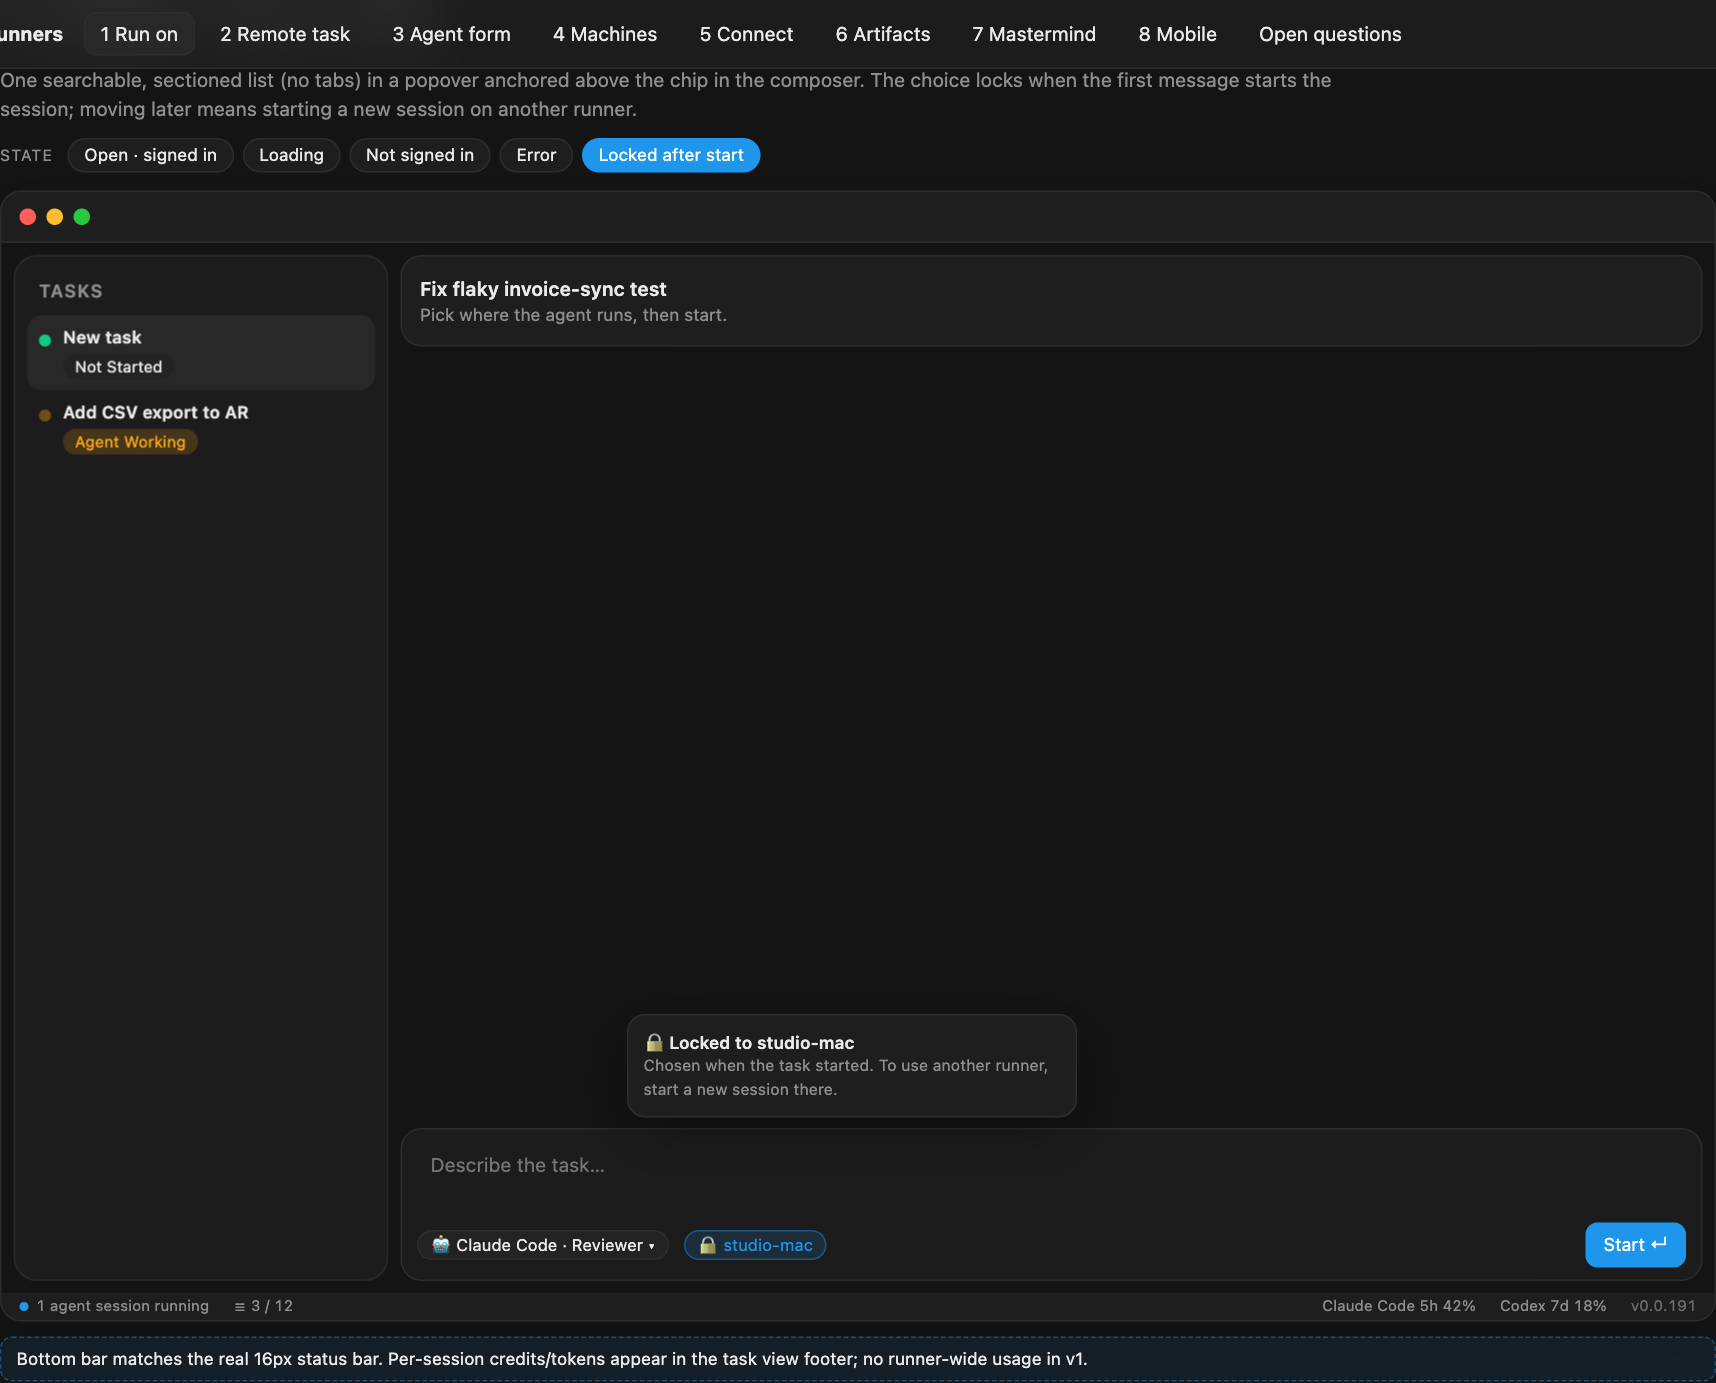 unners 1 Run on 2 Remote task 3 Agent form 4 Machines 5 Connect 6 Artifacts 7 Mastermind 8 Mobile Open questions
One searchable, sectioned list (no tabs) in a popover anchored above the chip in the composer. The choice locks when the first message starts the
session; moving later means starting a new session on another runner.
STATE Open · signed in Loading Not signed in Error Locked after start
TASKS
New task
Not Started
Add CSV export to AR
Agent Working
Fix flaky invoice-sync test
Pick where the agent runs, then start.
🔒 Locked to studio-mac
Chosen when the task started. To use another runner,
start a new session there.
Describe the task...
🤖 Claude Code · Reviewer ▾ 🔒 studio-mac Start ↵
1 agent session running ≡ 3 / 12 Claude Code 5h 42% Codex 7d 18% v0.0.191
Bottom bar matches the real 16px status bar. Per-session credits/tokens appear in the task view footer; no runner-wide usage in v1.